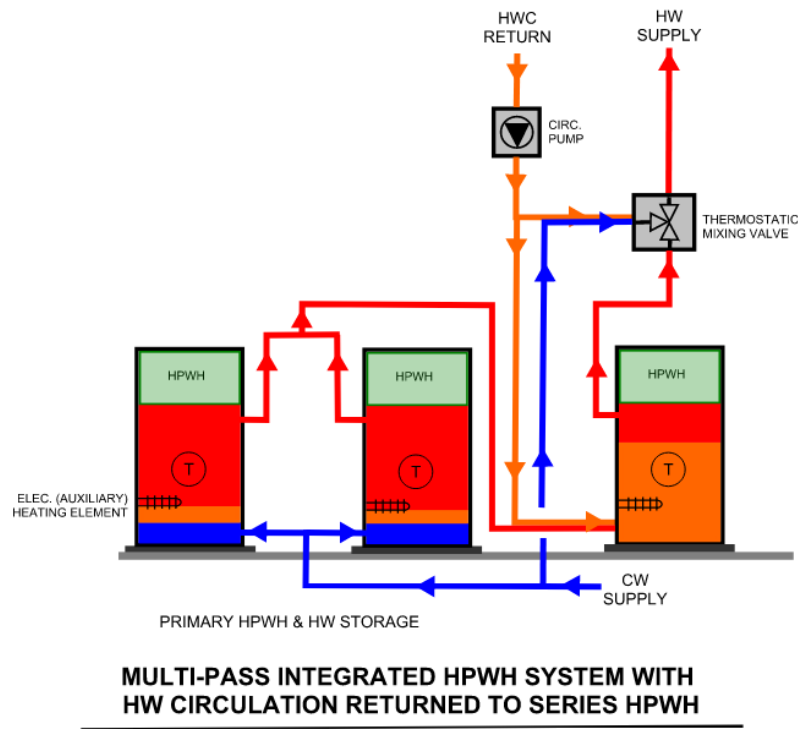 HWC
RETURN
HW
SUPPLY
CIRC.
PUMP
THERMOSTATIC
MIXING VALVE
HPWH
HPWH
HPWH
T
T
T
ELEC. (AUXILIARY)
HEATING ELEMENT
CW
SUPPLY
PRIMARY HPWH & HW STORAGE
MULTI-PASS INTEGRATED HPWH SYSTEM WITH
HW CIRCULATION RETURNED TO SERIES HPWH